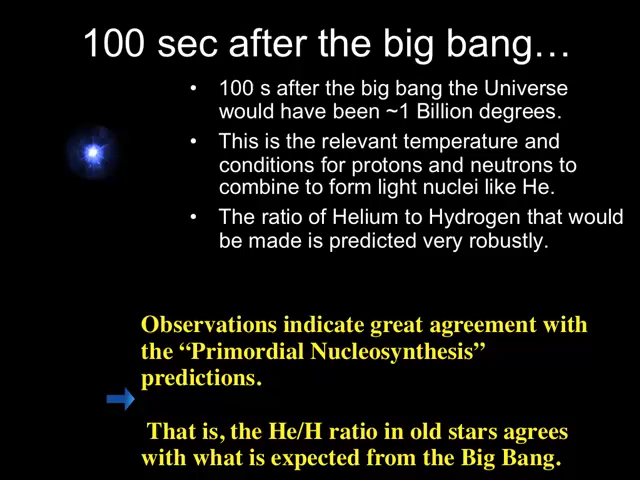 100 sec after the big bang…
• 100 s after the big bang the Universe
would have been ~1 Billion degrees.
• This is the relevant temperature and
conditions for protons and neutrons to
combine to form light nuclei like He.
• The ratio of Helium to Hydrogen that would
be made is predicted very robustly.
Observations indicate great agreement with
the “Primordial Nucleosynthesis”
predictions.
That is, the He/H ratio in old stars agrees
with what is expected from the Big Bang.